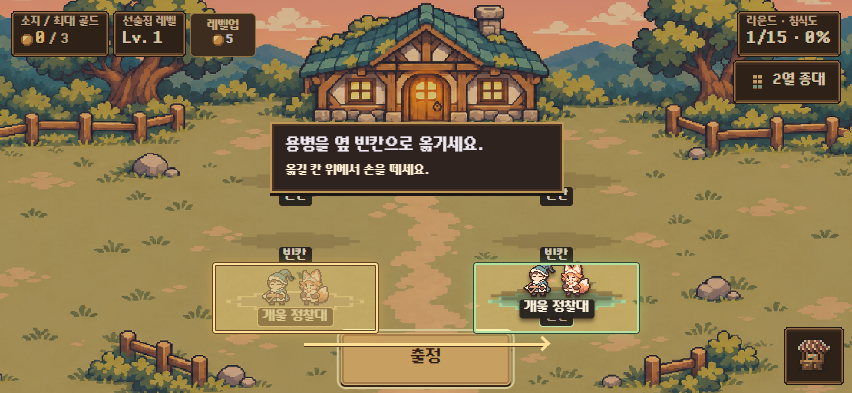 소지 / 최대 골드
0 / 3
선술집 레벨
Lv. 1
레벨업
5
라운드 · 침식도
1/15 · 0%
2열 종대
용병을 옆 빈칸으로 옮기세요.
옮길 칸 위에서 손을 떼세요.
빈칸
빈칸
개울 정찰대
개울 정찰대
출정